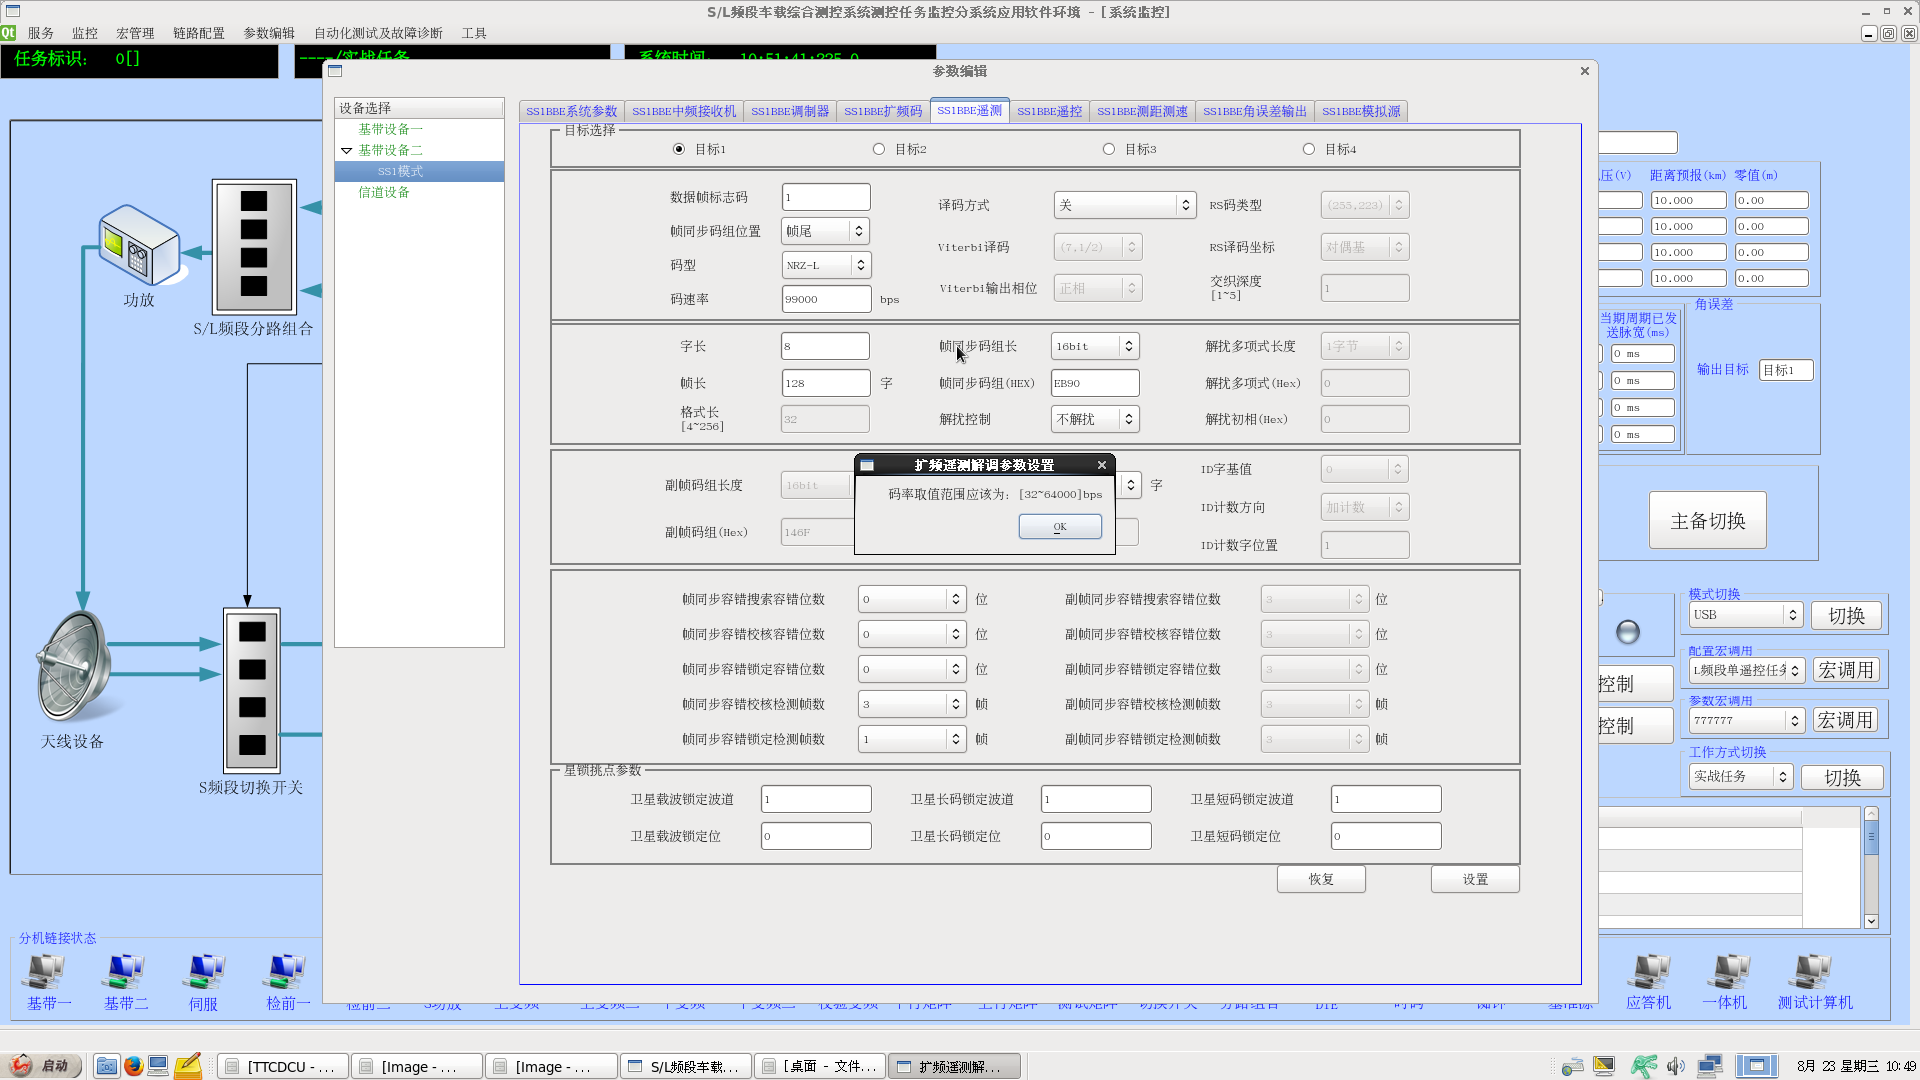 S/L频段车载综合测控系统测控任务监控分系统应用软件环境 - [系统监控]
Qt 服务 监控 宏管理 链路配置 参数编辑 自动化测试及故障诊断 工具
任务标识: 0[]
----/实战任务
系统时间: 10:51:41:225.0
参数编辑
设备选择
基带设备一
基带设备二
SS1模式
信道设备
SS1BBE系统参数 SS1BBE中频接收机 SS1BBE调制器 SS1BBE扩频码 SS1BBE遥测 SS1BBE遥控 SS1BBE测距测速 SS1BBE角误差输出 SS1BBE模拟源
目标选择
目标1 目标2 目标3 目标4
数据帧标志码 1
帧同步码组位置 帧尾
码型 NRZ-L
码速率 99000 bps
译码方式 关 RS码类型 (255,223)
Viterbi译码 (7,1/2) RS译码坐标 对偶基
Viterbi输出相位 正相 交织深度 [1~5] 1
字长 8 帧同步码组长 16bit 解扰多项式长度 1字节
帧长 128 字 帧同步码组(HEX) EB90 解扰多项式(Hex) 0
格式长 [4~256] 32 解扰控制 不解扰 解扰初相(Hex) 0
副帧码组长度 16bit 字 ID字基值 0
ID计数方向 加计数
副帧码组(Hex) 146F ID计数字位置 1
扩频遥测解调参数设置
码率取值范围应该为: [32~64000]bps
OK
帧同步容错搜索容错位数 0 位 副帧同步容错搜索容错位数 3 位
帧同步容错校核容错位数 0 位 副帧同步容错校核容错位数 3 位
帧同步容错锁定容错位数 0 位 副帧同步容错锁定容错位数 3 位
帧同步容错校核检测帧数 3 帧 副帧同步容错校核检测帧数 3 帧
帧同步容错锁定检测帧数 1 帧 副帧同步容错锁定检测帧数 3 帧
星锁挑点参数
卫星载波锁定波道 1 卫星长码锁定波道 1 卫星短码锁定波道 1
卫星载波锁定位 0 卫星长码锁定位 0 卫星短码锁定位 0
恢复 设置
功放
S/L频段分路组合
天线设备
S频段切换开关
压(V) 距离预报(km) 零值(m)
10.000 0.00
10.000 0.00
10.000 0.00
10.000 0.00
当期周期已发
送脉宽(ms)
0 ms
0 ms
0 ms
0 ms
角误差
输出目标 目标1
主备切换
模式切换
USB 切换
配置宏调用
L频段单遥控任务 宏调用
参数宏调用
777777 宏调用
工作方式切换
实战任务 切换
控制
控制
分机链接状态
基带一 基带二 伺服 检前一
应答机 一体机 测试计算机
启动 [TTCDCU - ... [Image - ... [Image - ... S/L频段车载... [桌面 - 文件... 扩频遥测解...
8月 23 星期三 10:49